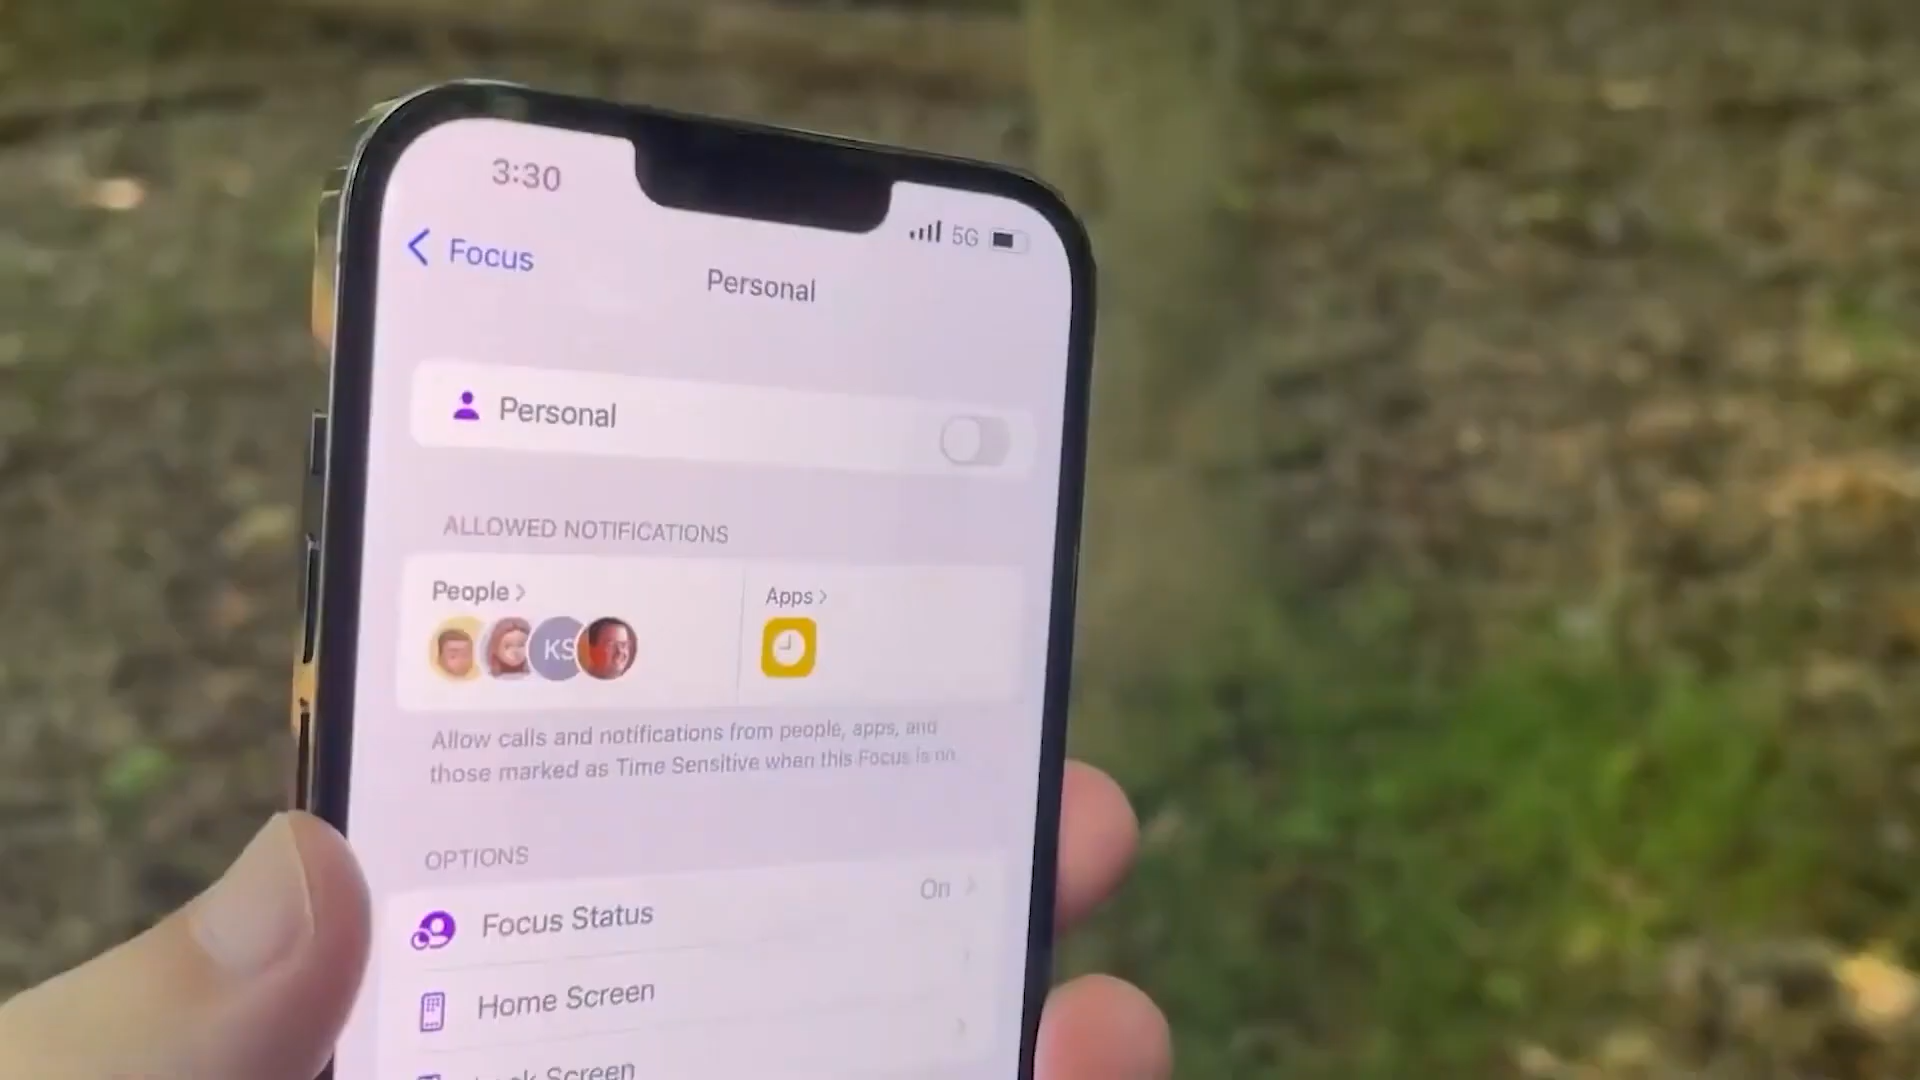 3:30
5G
Focus
Personal
Personal
ALLOWED NOTIFICATIONS
People
Apps
KS
Allow calls and notifications from people, apps, and
those marked as Time Sensitive when this Focus is on
OPTIONS
Focus Status
On
Home Screen
Screen